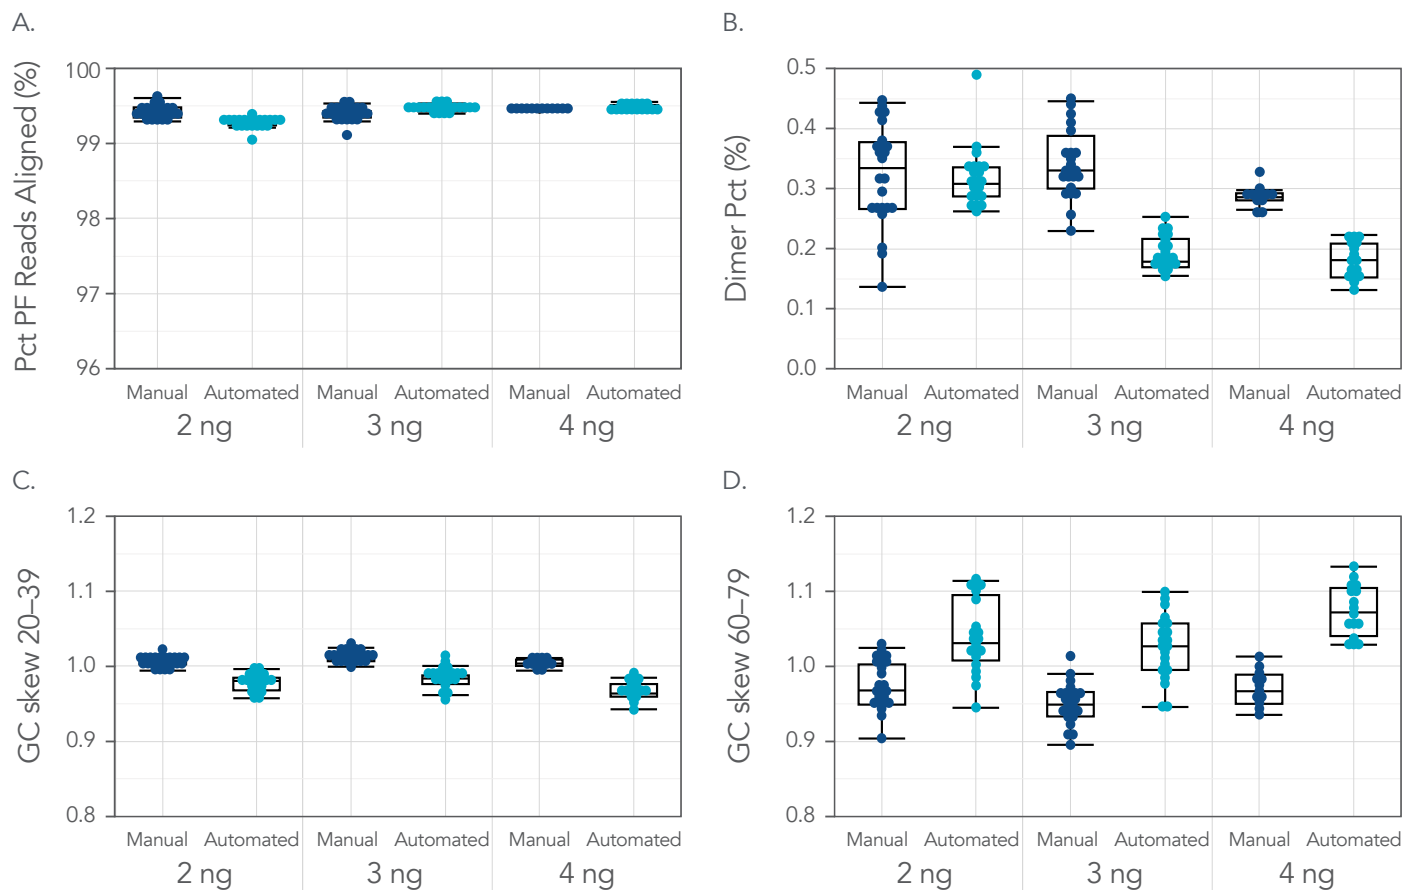 A.
Pct PF Reads Aligned (%)
100
99
98
97
96
Manual Automated Manual Automated Manual Automated
2 ng 3 ng 4 ng
B.
Dimer Pct (%)
0.5
0.4
0.3
0.2
0.1
0.0
Manual Automated Manual Automated Manual Automated
2 ng 3 ng 4 ng
C.
GC skew 20–39
1.2
1.1
1.0
0.9
0.8
Manual Automated Manual Automated Manual Automated
2 ng 3 ng 4 ng
D.
GC skew 60–79
1.2
1.1
1.0
0.9
0.8
Manual Automated Manual Automated Manual Automated
2 ng 3 ng 4 ng